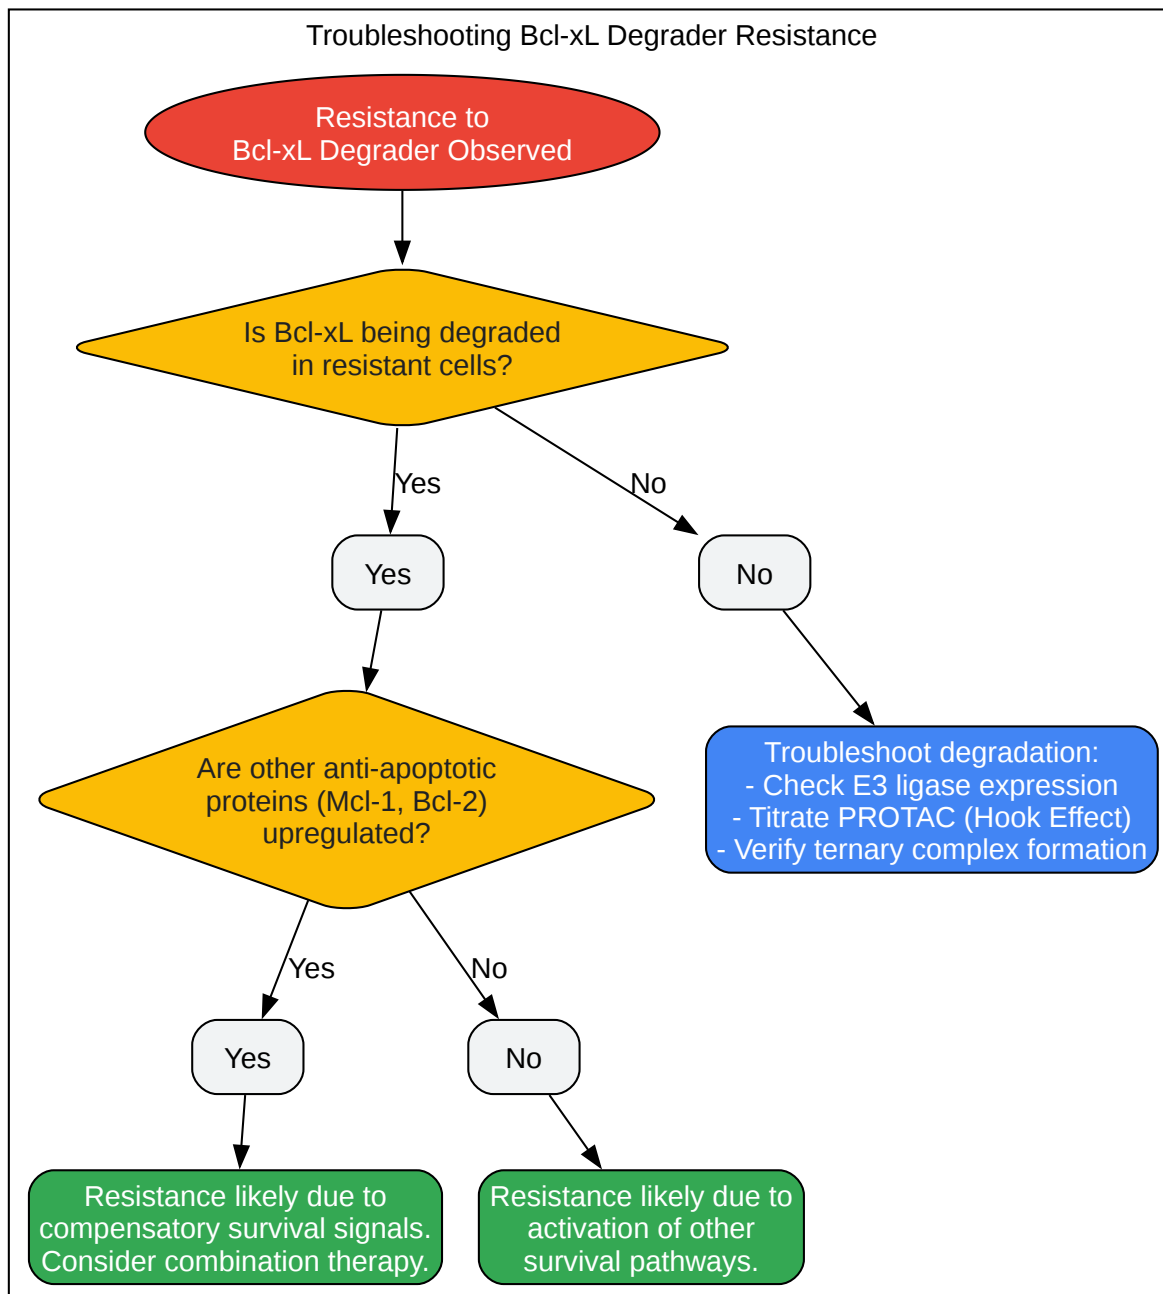 Troubleshooting Bcl-xL Degrader Resistance
Resistance to
Bcl-xL Degrader Observed
Is Bcl-xL being degraded
in resistant cells?
Yes
No
Yes
No
Are other anti-apoptotic
proteins (Mcl-1, Bcl-2)
upregulated?
Troubleshoot degradation:
- Check E3 ligase expression
- Titrate PROTAC (Hook Effect)
- Verify ternary complex formation
Yes
No
Yes
No
Resistance likely due to
compensatory survival signals.
Consider combination therapy.
Resistance likely due to
activation of other
survival pathways.